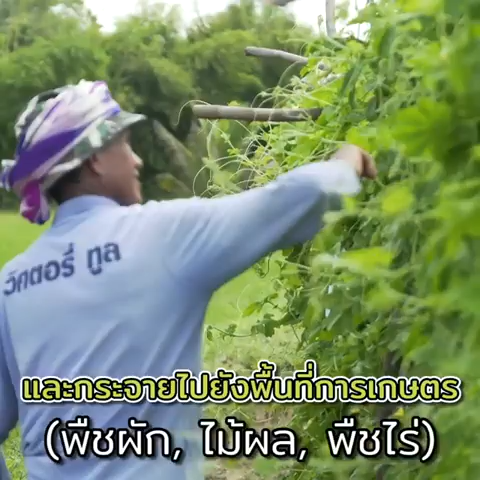 วิคตอรี่ ทูล
และกระจายไปยังพื้นที่การเกษตร
(พืชผัก, ไม้ผล, พืชไร่)